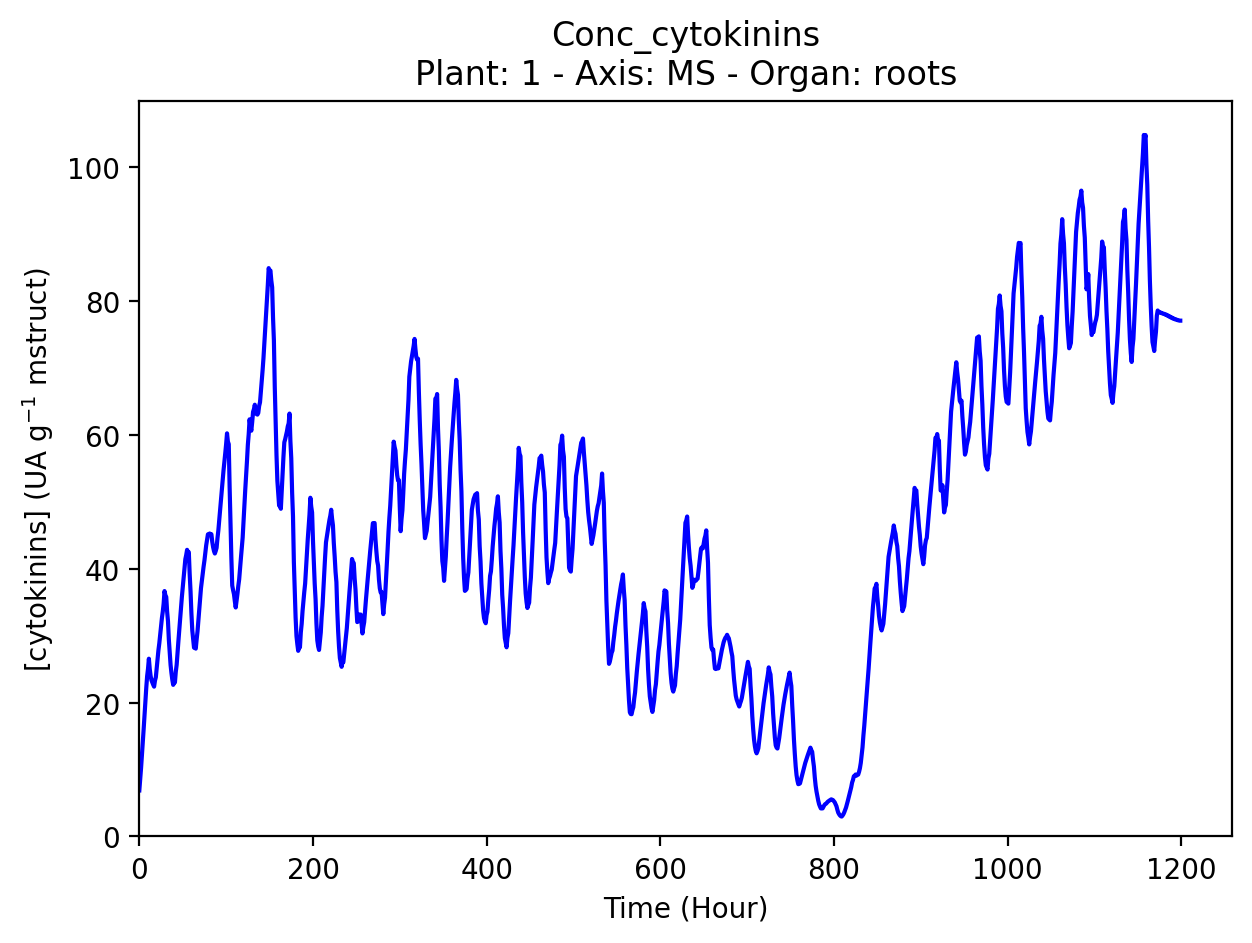 Conc_cytokinins
Plant: 1 - Axis: MS - Organ: roots
[cytokinins] (UA g⁻¹ mstruct)
100
80
60
40
20
0
0 200 400 600 800 1000 1200
Time (Hour)